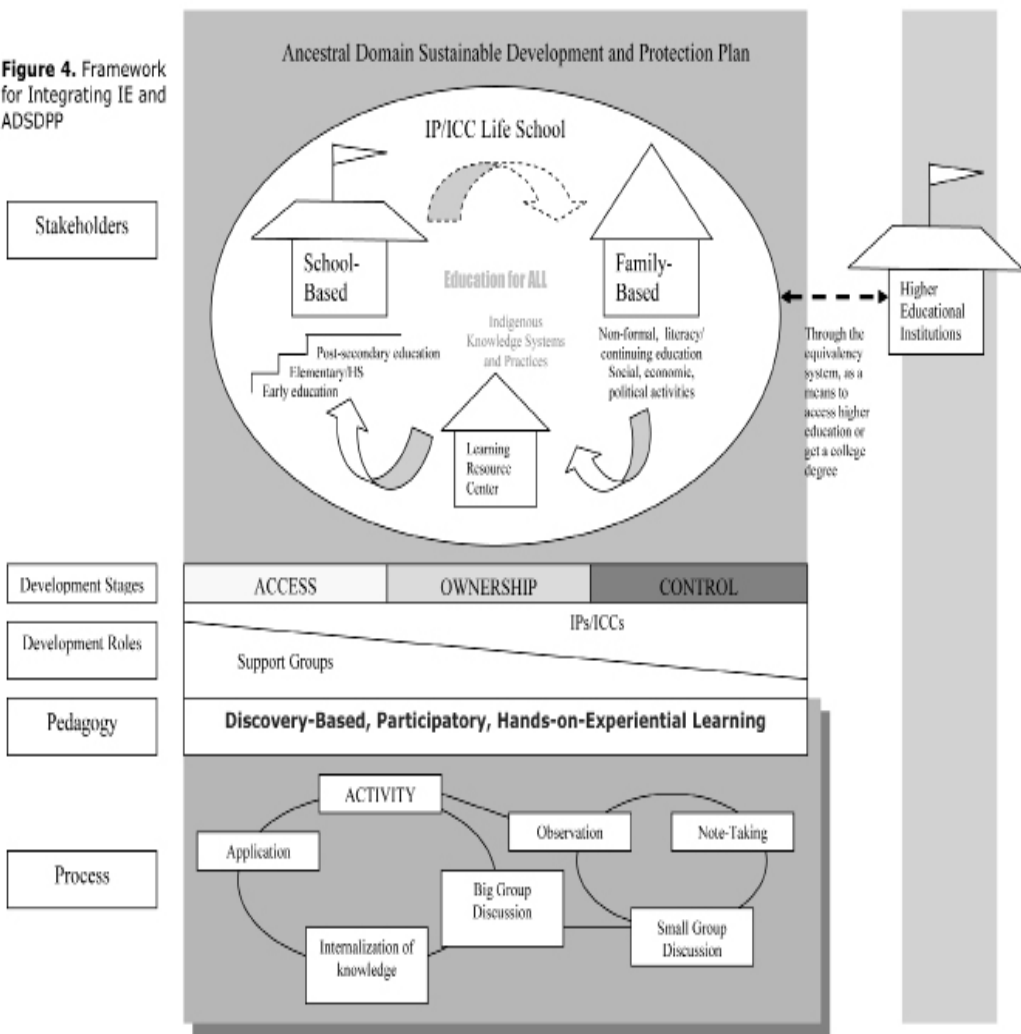 Figure 4. Framework
for Integrating IE and
ADSDPP
Ancestral Domain Sustainable Development and Protection Plan
IP/ICC Life School
Stakeholders
School-
Based
Family-
Based
Education for ALL
Indigenous
Knowledge Systems
and Practices
Post-secondary education
Elementary/HS
Early education
Non-formal, literacy/
continuing education
Social, economic,
political activities
Learning
Resource
Center
Higher
Educational
Institutions
Through the
equivalency
system, as a
means to
access higher
education or
get a college
degree
Development Stages
ACCESS
OWNERSHIP
CONTROL
Development Roles
IPs/ICCs
Support Groups
Pedagogy
Discovery-Based, Participatory, Hands-on-Experiential Learning
Process
ACTIVITY
Application
Observation
Note-Taking
Big Group
Discussion
Small Group
Discussion
Internalization of
knowledge